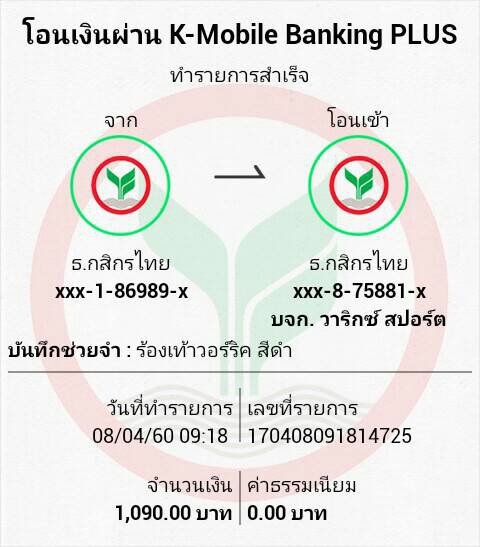 โอนเงินผ่าน K-Mobile Banking PLUS
ทำรายการสำเร็จ
จาก
โอนเข้า
ธ.กสิกรไทย
xxx-1-86989-x
ธ.กสิกรไทย
xxx-8-75881-x
บจก. วาริกซ์ สปอร์ต
บันทึกช่วยจำ : ร้องเท้าวอร์ริค สีดำ
วันที่ทำรายการ
08/04/60 09:18
เลขที่รายการ
170408091814725
จำนวนเงิน
1,090.00 บาท
ค่าธรรมเนียม
0.00 บาท